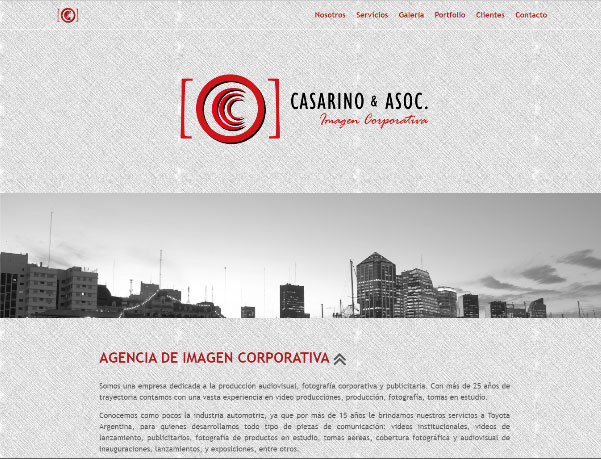 Nosotros Servicios Galería Portfolio Clientes Contacto
CASARINO & ASOC.
Imagen Corporativa
AGENCIA DE IMAGEN CORPORATIVA
Somos una empresa dedicada a la producción audiovisual, fotografía corporativa y publicitaria. Con más de 25 años de
trayectoria contamos con una vasta experiencia en video producciones, producción, fotografía, tomas en estudio.
Conocemos como pocos la industria automotriz, ya que por más de 15 años le brindamos nuestros servicios a Toyota
Argentina, para quienes desarrollamos todo tipo de piezas de comunicación: videos institucionales, videos de
lanzamiento, publicitarios, fotografía de productos en estudio, tomas aéreas, cobertura fotográfica y audiovisual de
inauguraciones, lanzamientos, y exposiciones, entre otros.